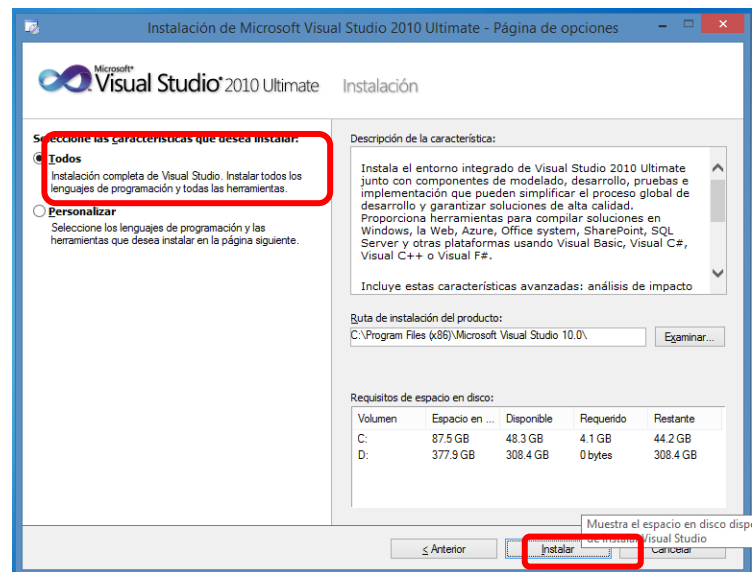 Instalación de Microsoft Visual Studio 2010 Ultimate - Página de opciones
Microsoft
Visual Studio 2010 Ultimate
Instalación
Seleccione las características que desea instalar:
Todos
Instalación completa de Visual Studio. Instalar todos los
lenguajes de programación y todas las herramientas.
Personalizar
Seleccione los lenguajes de programación y las
herramientas que desea instalar en la página siguiente.
Descripción de la característica:
Instala el entorno integrado de Visual Studio 2010 Ultimate
junto con componentes de modelado, desarrollo, pruebas e
implementación que pueden simplificar el proceso global de
desarrollo y garantizar soluciones de alta calidad.
Proporciona herramientas para compilar soluciones en
Windows, la Web, Azure, Office system, SharePoint, SQL
Server y otras plataformas usando Visual Basic, Visual C#,
Visual C++ o Visual F#.
Incluye estas características avanzadas: análisis de impacto
Ruta de instalación del producto:
C:\Program Files (x86)\Microsoft Visual Studio 10.0\
Examinar...
Requisitos de espacio en disco:
Volumen Espacio en ... Disponible Requerido Restante
C: 87.5 GB 48.3 GB 4.1 GB 44.2 GB
D: 377.9 GB 308.4 GB 0 bytes 308.4 GB
Muestra el espacio en disco disp
de instalar Visual Studio
< Anterior
Instalar
Cancelar